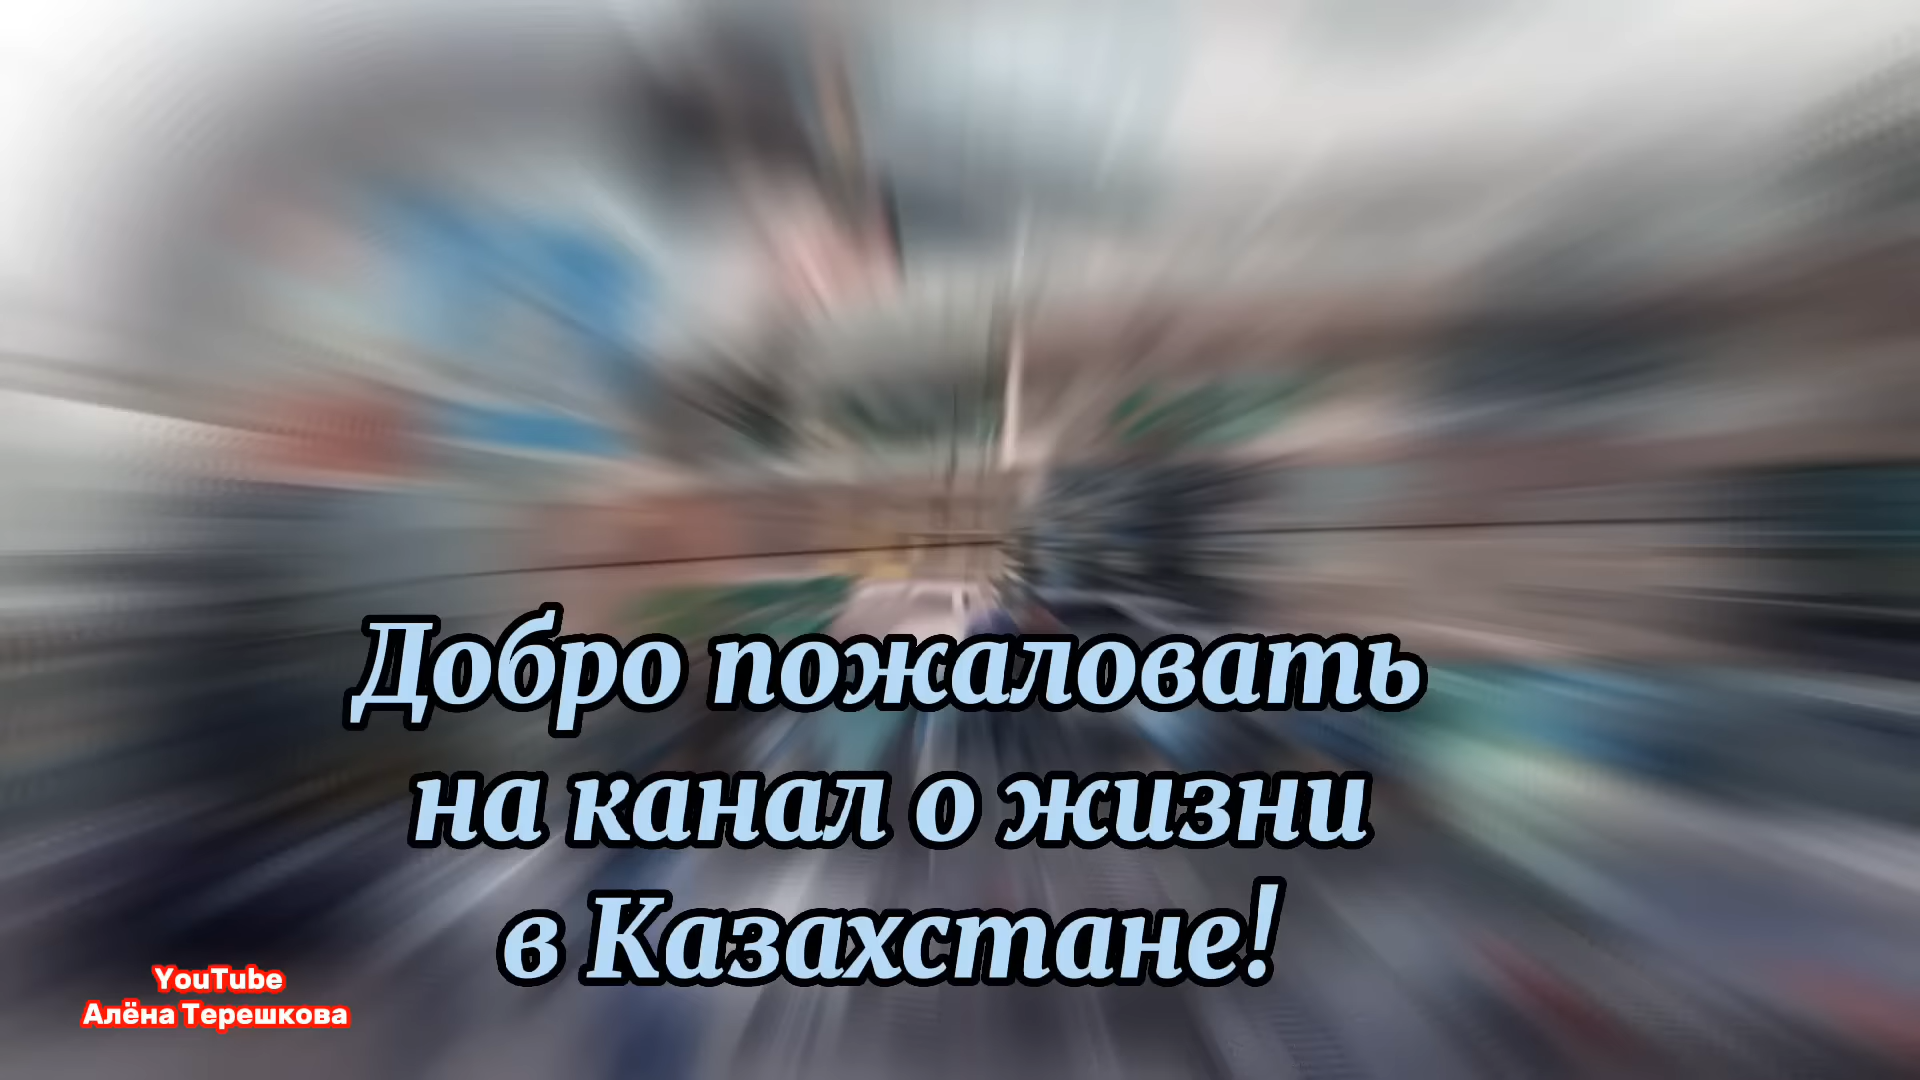 Добро пожаловать
на канал о жизни
в Казахстане!
YouTube
Алёна Терешкова